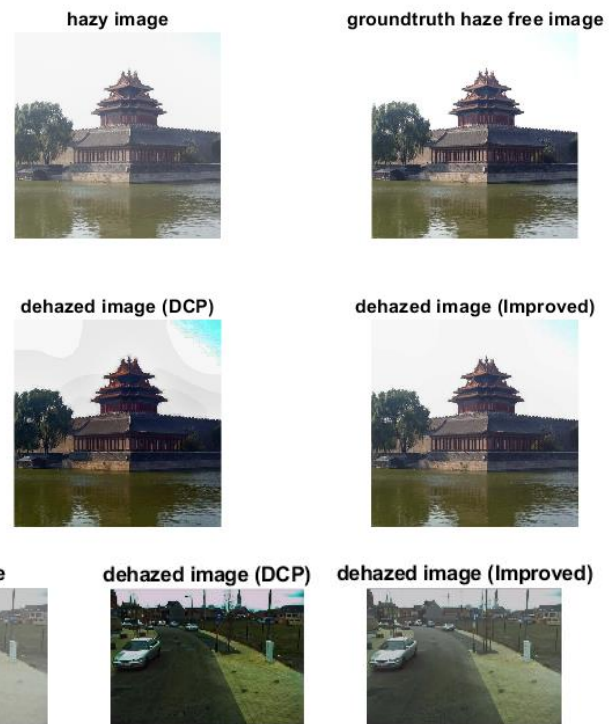 hazy image
groundtruth haze free image
dehazed image (DCP)
dehazed image (Improved)
dehazed image (DCP)
dehazed image (Improved)